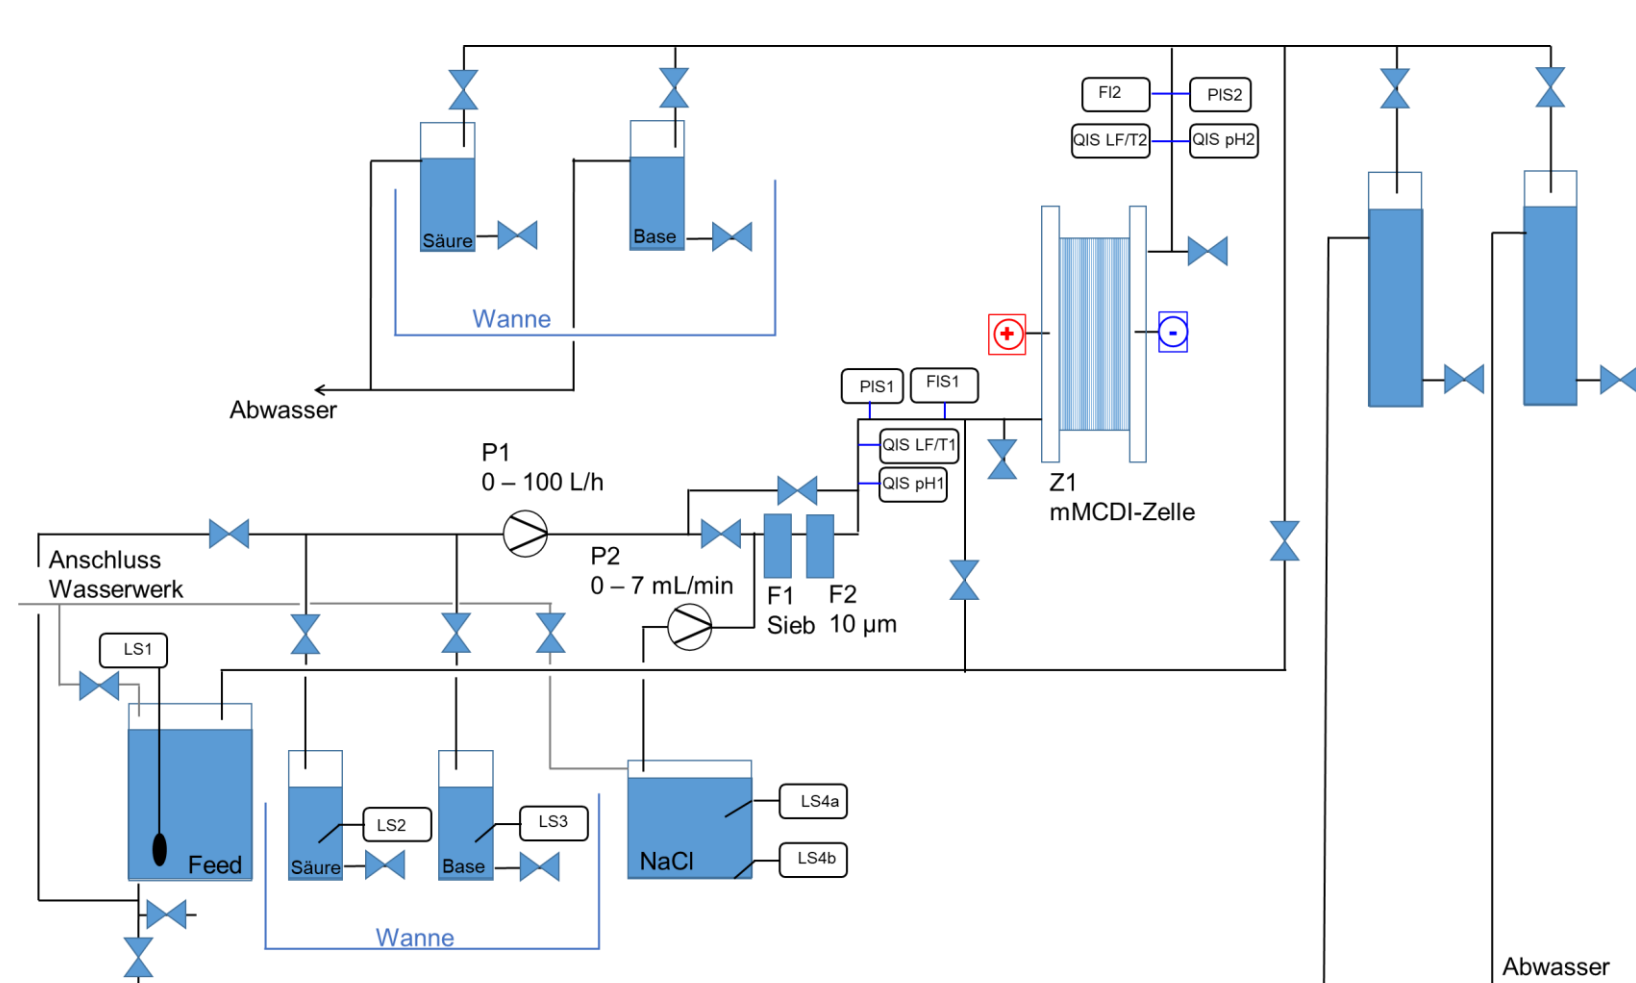 FI2
PIS2
QIS LF/T2
QIS pH2
Säure
Base
Wanne
+
-
Abwasser
PIS1
FIS1
QIS LF/T1
QIS pH1
P1
0 – 100 L/h
Z1
mMCDI-Zelle
Anschluss
Wasserwerk
P2
0 – 7 mL/min
F1
Sieb
F2
10 µm
LS1
LS2
LS3
LS4a
LS4b
Feed
Säure
Base
NaCl
Wanne
Abwasser